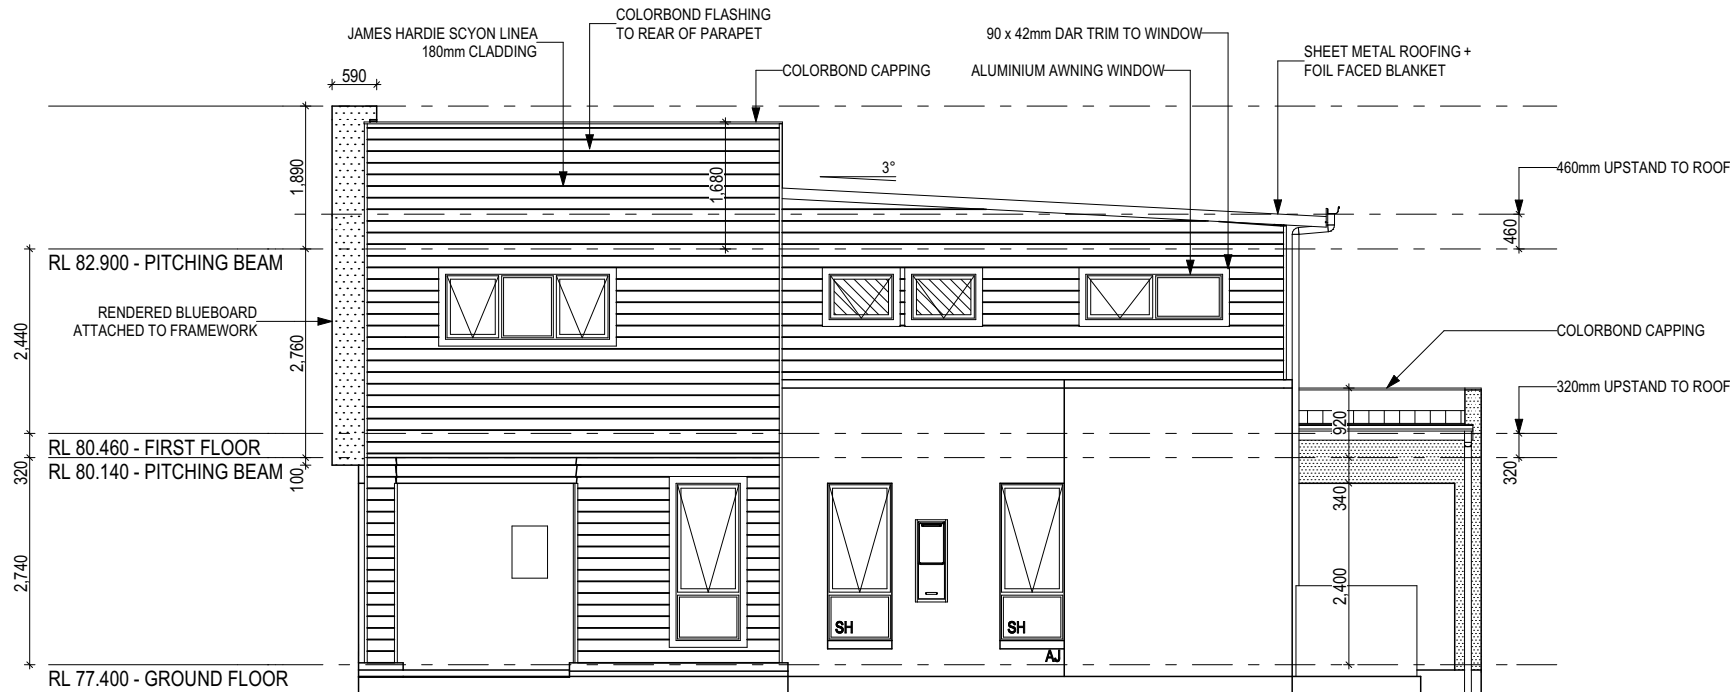 COLORBOND FLASHING
TO REAR OF PARAPET
JAMES HARDIE SCYON LINEA
180mm CLADDING
90 x 42mm DAR TRIM TO WINDOW
SHEET METAL ROOFING +
FOIL FACED BLANKET
COLORBOND CAPPING
ALUMINIUM AWNING WINDOW
590
1,890
1,680
3°
460mm UPSTAND TO ROOF
460
RL 82.900 - PITCHING BEAM
RENDERED BLUEBOARD
ATTACHED TO FRAMEWORK
2,440
2,760
COLORBOND CAPPING
320mm UPSTAND TO ROOF
920
RL 80.460 - FIRST FLOOR
RL 80.140 - PITCHING BEAM
320
100
320
340
2,740
2,400
SH
SH
AJ
RL 77.400 - GROUND FLOOR